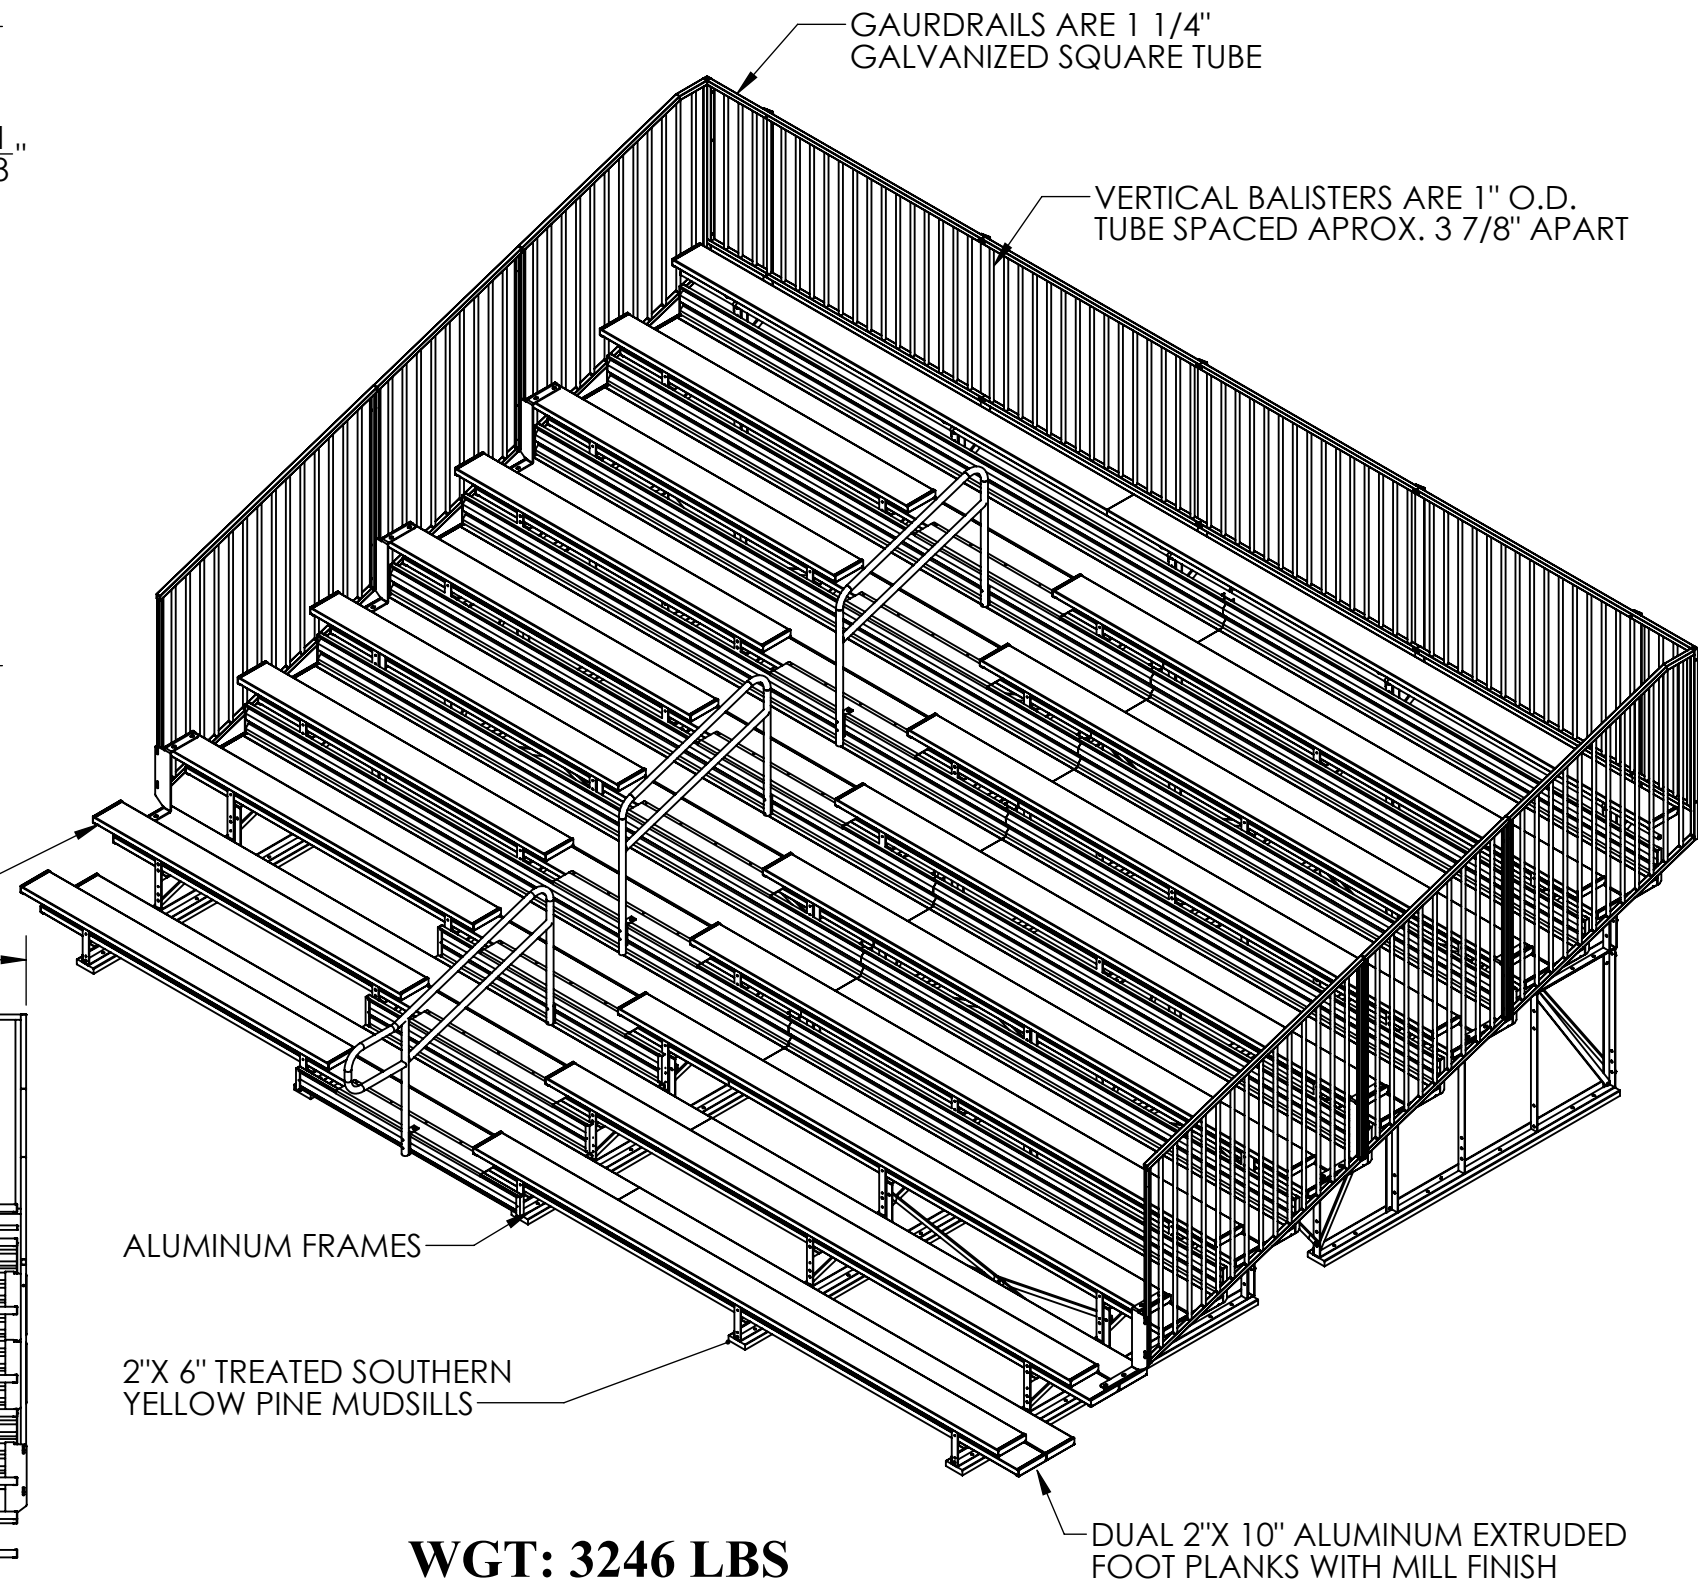 GAURDRAILS ARE 1 1/4"
GALVANIZED SQUARE TUBE
VERTICAL BALISTERS ARE 1" O.D.
TUBE SPACED APROX. 3 7/8" APART
ALUMINUM FRAMES
2"X 6" TREATED SOUTHERN
YELLOW PINE MUDSILLS
DUAL 2"X 10" ALUMINUM EXTRUDED
FOOT PLANKS WITH MILL FINISH
WGT: 3246 LBS